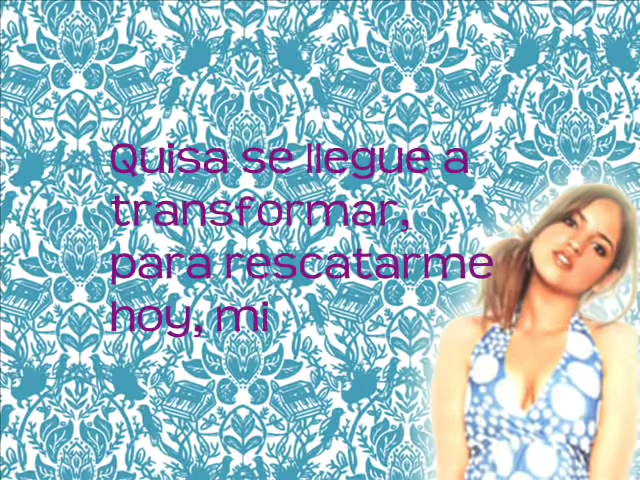 Quisa se llegue a
transformar,
para rescatarme
hoy, mi